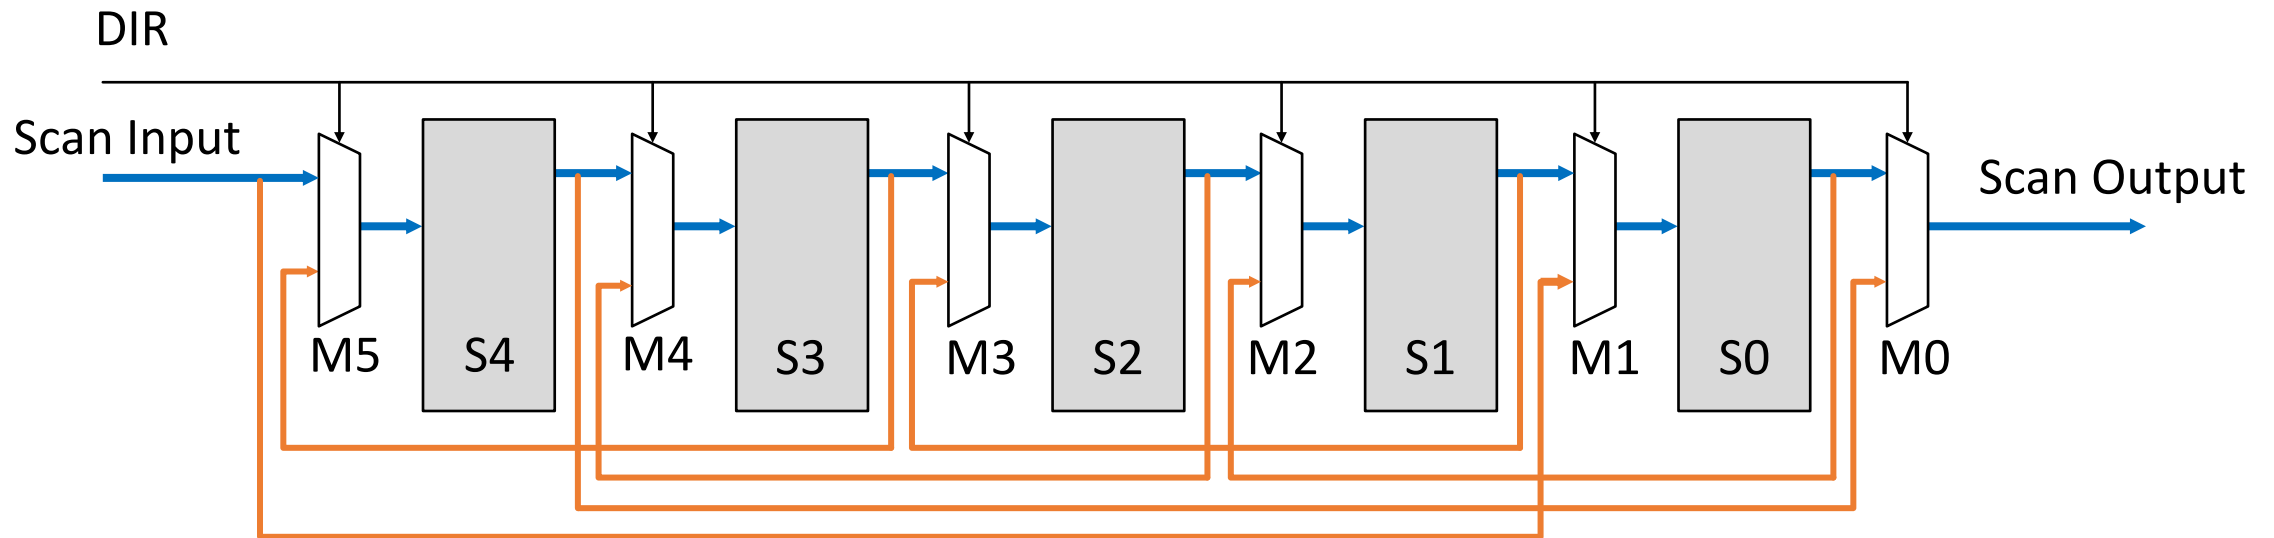 DIR
Scan Input
Scan Output
M5 S4 M4 S3 M3 S2 M2 S1 M1 S0 M0